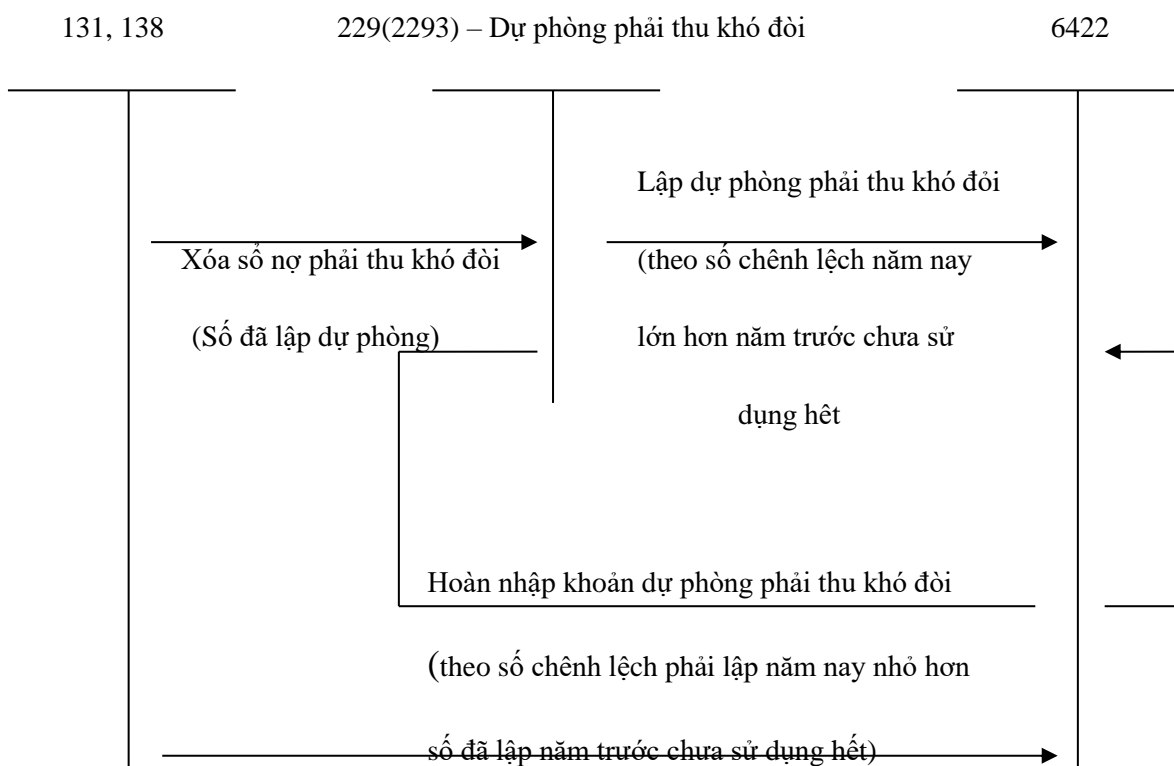 131, 138 229(2293) – Dự phòng phải thu khó đòi 6422
Lập dự phòng phải thu khó đỏi
Xóa sổ nợ phải thu khó đòi (theo số chênh lệch năm nay
(Số đã lập dự phòng) lớn hơn năm trước chưa sử
dụng hêt
Hoàn nhập khoản dự phòng phải thu khó đòi
(theo số chênh lệch phải lập năm nay nhỏ hơn
số đã lập năm trước chưa sử dụng hết)